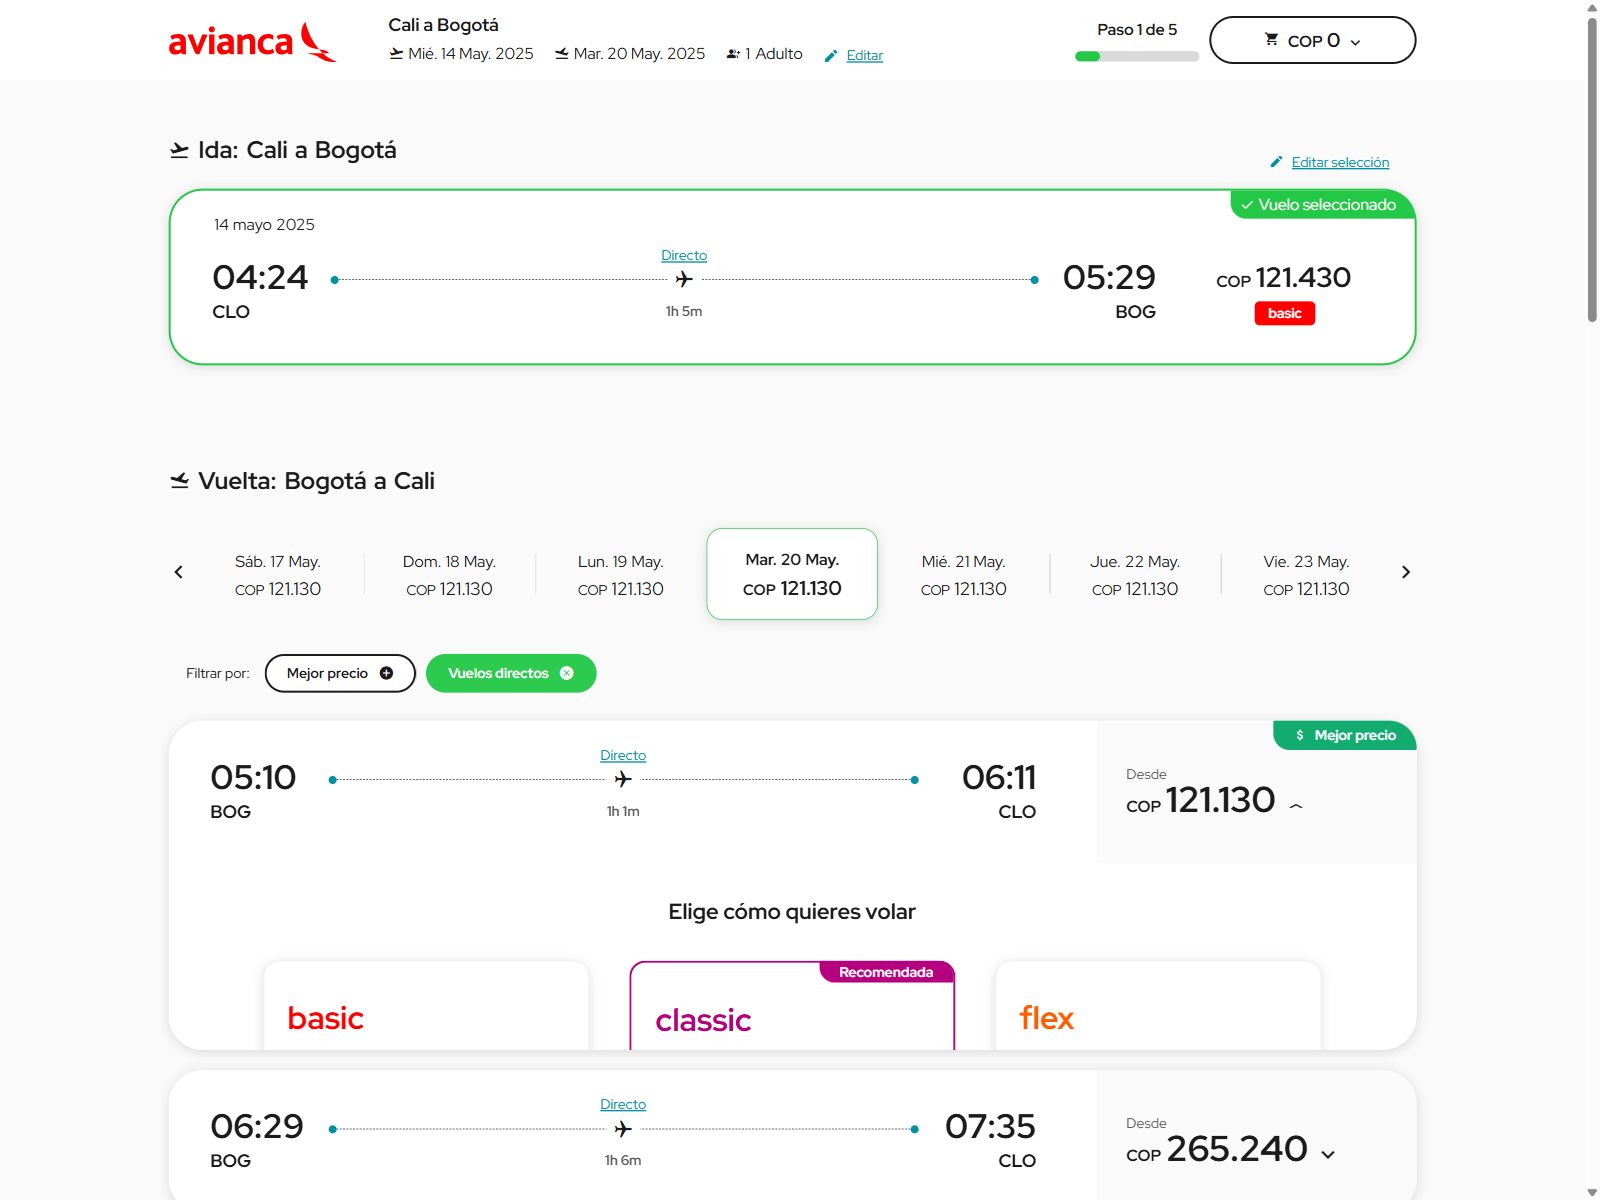 avianca
Cali a Bogotá
Mié. 14 May. 2025 Mar. 20 May. 2025 1 Adulto Editar
Paso 1 de 5
COP 0
Ida: Cali a Bogotá
Editar selección
Vuelo seleccionado
14 mayo 2025
04:24
CLO
Directo
1h 5m
05:29
BOG
COP 121.430
basic
Vuelta: Bogotá a Cali
Sáb. 17 May.
COP 121.130
Dom. 18 May.
COP 121.130
Lun. 19 May.
COP 121.130
Mar. 20 May.
COP 121.130
Mié. 21 May.
COP 121.130
Jue. 22 May.
COP 121.130
Vie. 23 May.
COP 121.130
Filtrar por: Mejor precio Vuelos directos
$ Mejor precio
05:10
BOG
Directo
1h 1m
06:11
CLO
Desde
COP 121.130
Elige cómo quieres volar
basic
Recomendada
classic
flex
06:29
BOG
Directo
1h 6m
07:35
CLO
Desde
COP 265.240